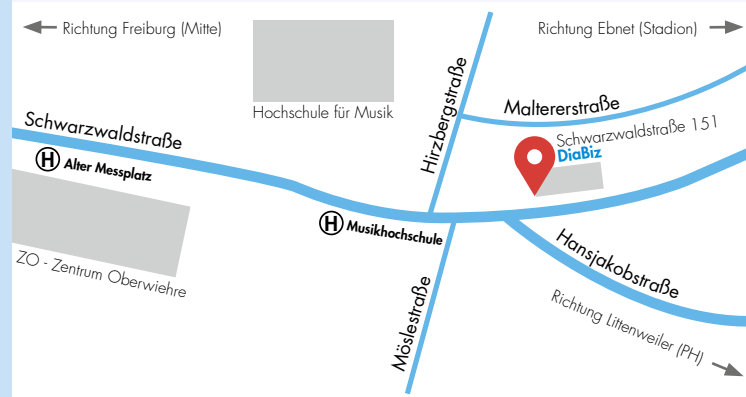 Richtung Freiburg (Mitte)
Richtung Ebnet (Stadion)
Hochschule für Musik
Hirzbergstraße
Maltererstraße
Schwarzwaldstraße
Schwarzwaldstraße 151
DiaBiz
H Alter Messplatz
H Musikhochschule
ZO - Zentrum Oberwiehre
Hansjakobstraße
Möslestraße
Richtung Littenweiler (PH)